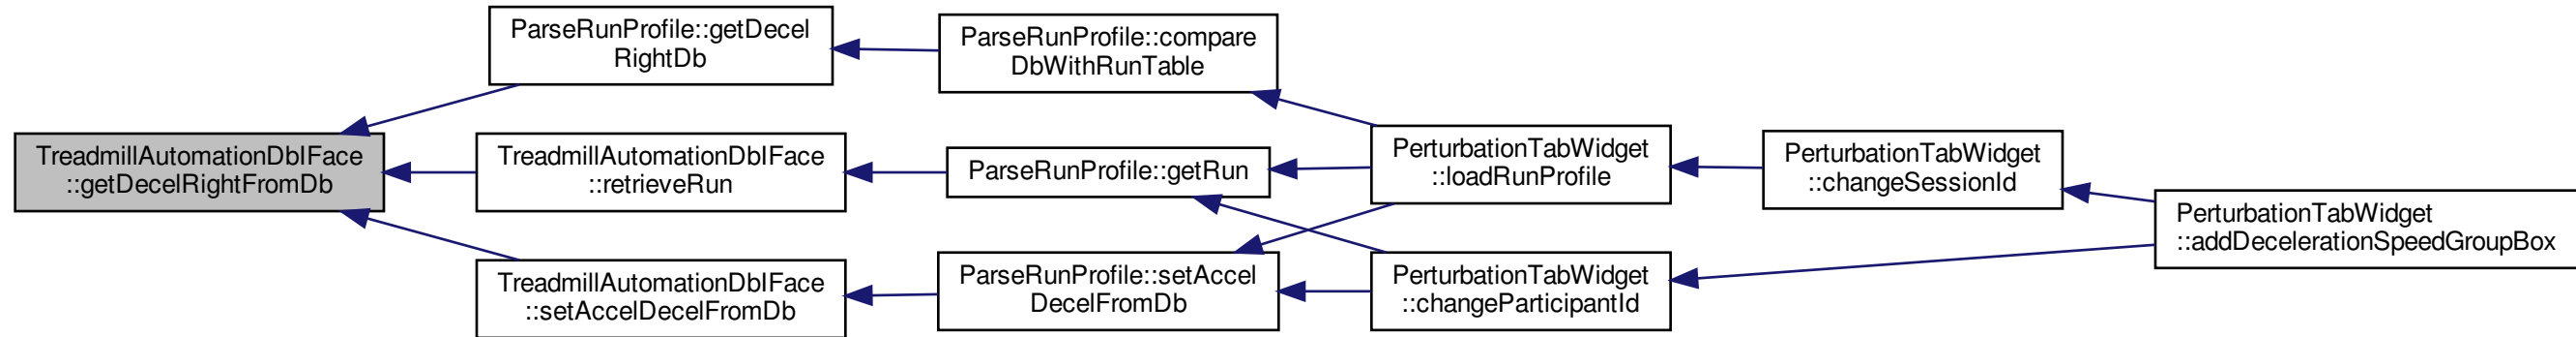 TreadmillAutomationDbIFace
::getDecelRightFromDb
ParseRunProfile::getDecel
RightDb
TreadmillAutomationDbIFace
::retrieveRun
TreadmillAutomationDbIFace
::setAccelDecelFromDb
ParseRunProfile::compare
DbWithRunTable
ParseRunProfile::getRun
ParseRunProfile::setAccel
DecelFromDb
PerturbationTabWidget
::loadRunProfile
PerturbationTabWidget
::changeParticipantId
PerturbationTabWidget
::changeSessionId
PerturbationTabWidget
::addDecelerationSpeedGroupBox